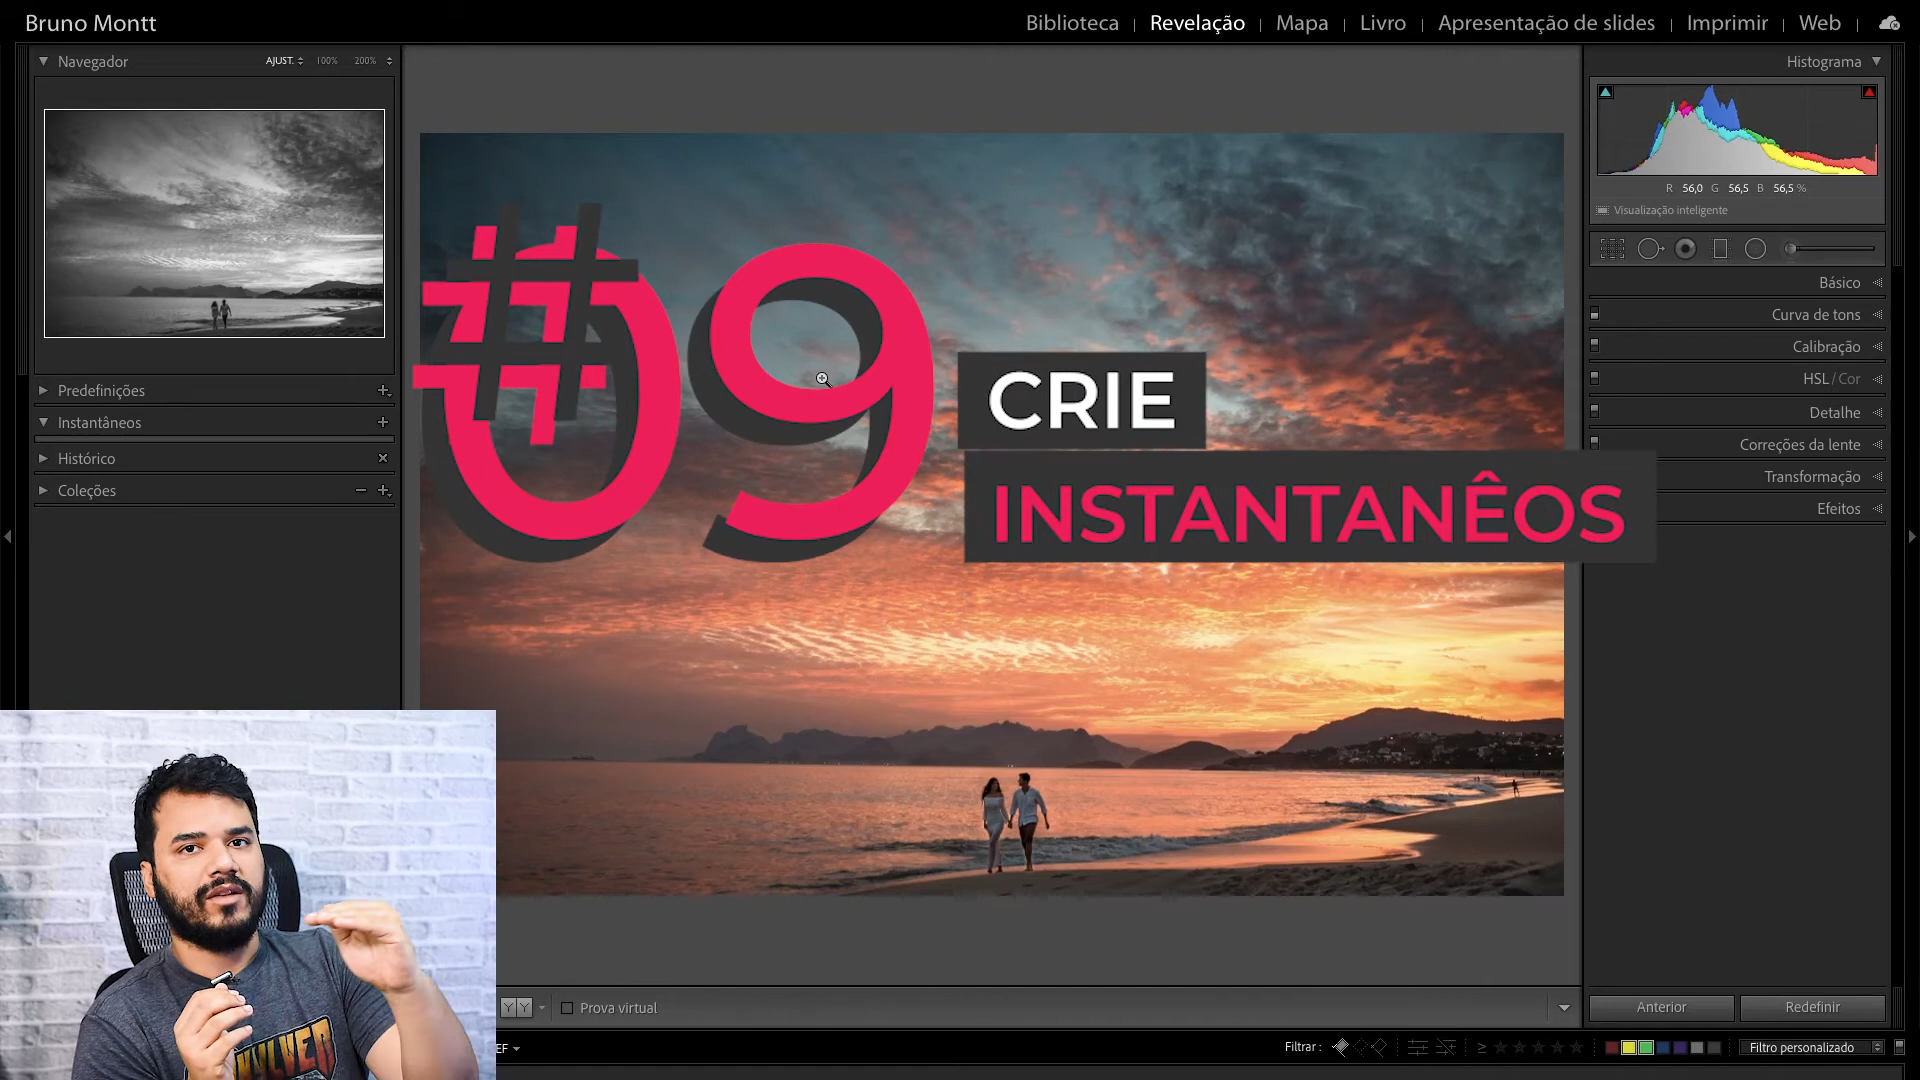 Bruno Montt
Biblioteca | Revelação | Mapa | Livro | Apresentação de slides | Imprimir | Web |
Navegador AJUST. 100% 200%
Histograma
R 56,0 G 56,5 B 56,5 %
Visualização inteligente
#09
CRIE
INSTANTANÊOS
Predefinições
Instantâneos
Histórico
Coleções
Básico
Curva de tons
Calibração
HSL / Cor
Detalhe
Correções da lente
Transformação
Efeitos
YY Prova virtual
Anterior Redefinir
EF
Filtrar : ≥ Filtro personalizado